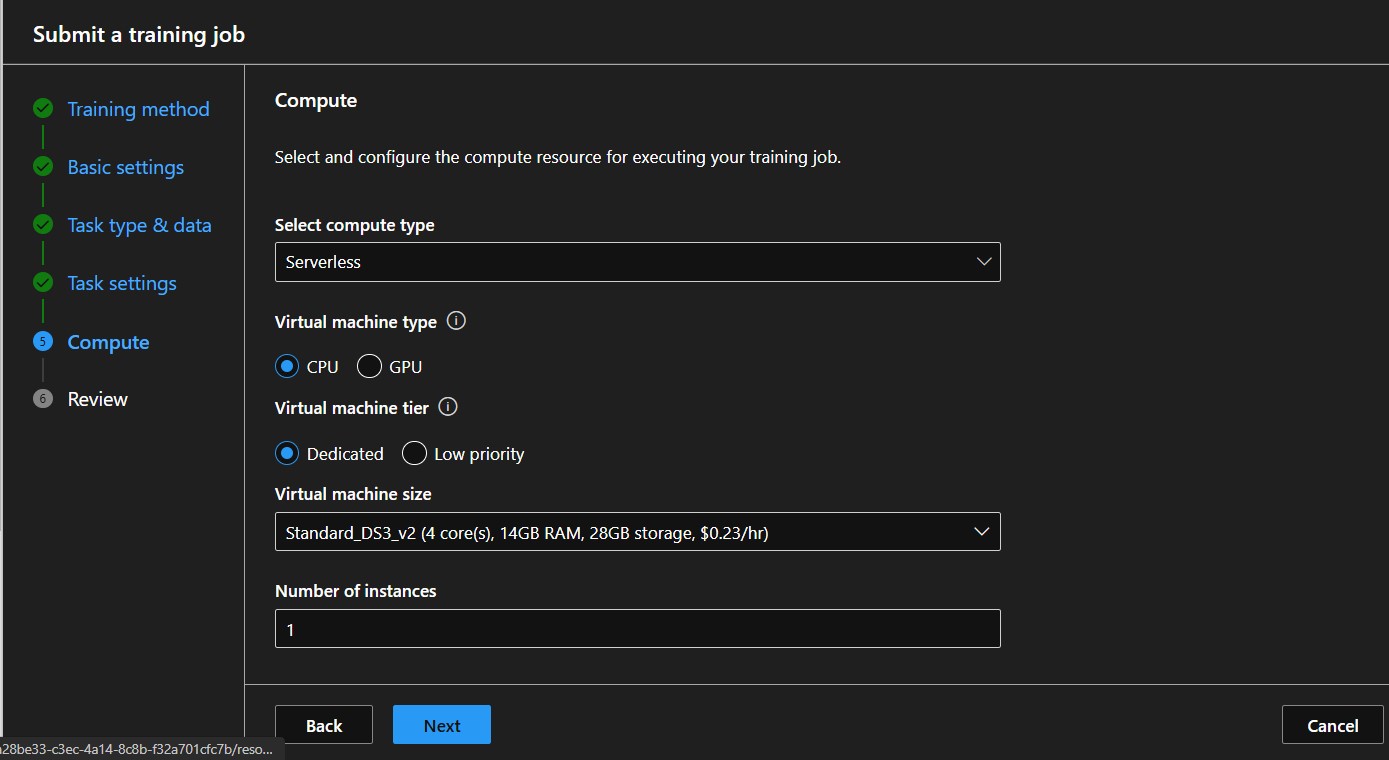 Submit a training job
Training method
Basic settings
Task type & data
Task settings
5 Compute
6 Review
Compute
Select and configure the compute resource for executing your training job.
Select compute type
Serverless
Virtual machine type
CPU GPU
Virtual machine tier
Dedicated Low priority
Virtual machine size
Standard_DS3_v2 (4 core(s), 14GB RAM, 28GB storage, $0.23/hr)
Number of instances
1
Back Next Cancel
28be33-c3ec-4a14-8c8b-f32a701cfc7b/reso...